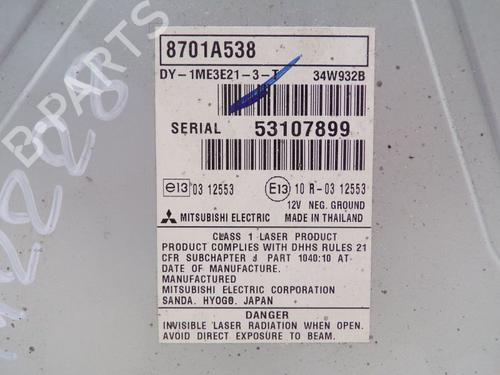 8701A538
DY-1ME3E21-3-T 34W932B
SERIAL 53107899
e13 03 12553 E13 10 R-03 12553
12V NEG. GROUND
MITSUBISHI ELECTRIC MADE IN THAILAND
CLASS 1 LASER PRODUCT
PRODUCT COMPLIES WITH DHHS RULES 21
CFR SUBCHAPTER J PART 1040:10 AT
DATE OF MANUFACTURE.
MANUFACTURED
MITSUBISHI ELECTRIC CORPORATION
SANDA. HYOGO. JAPAN
DANGER
INVISIBLE LASER RADIATION WHEN OPEN.
AVOID DIRECT EXPOSURE TO BEAM.
B PARTS